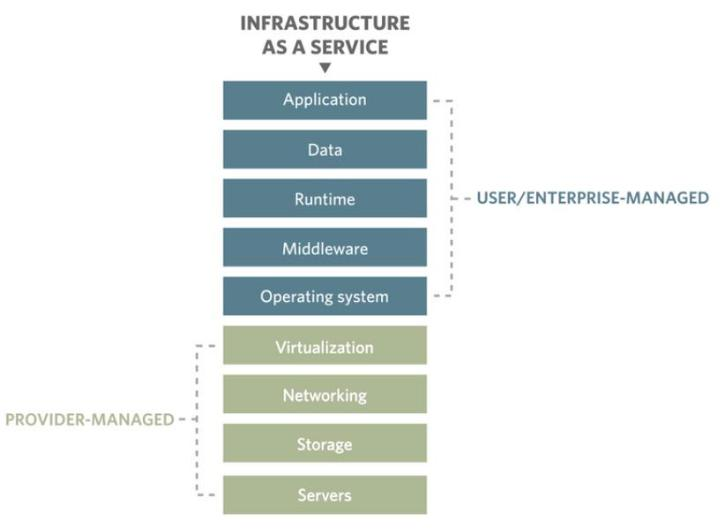 INFRASTRUCTURE
AS A SERVICE
Application
Data
Runtime
USER/ENTERPRISE-MANAGED
Middleware
Operating system
Virtualization
Networking
PROVIDER-MANAGED
Storage
Servers